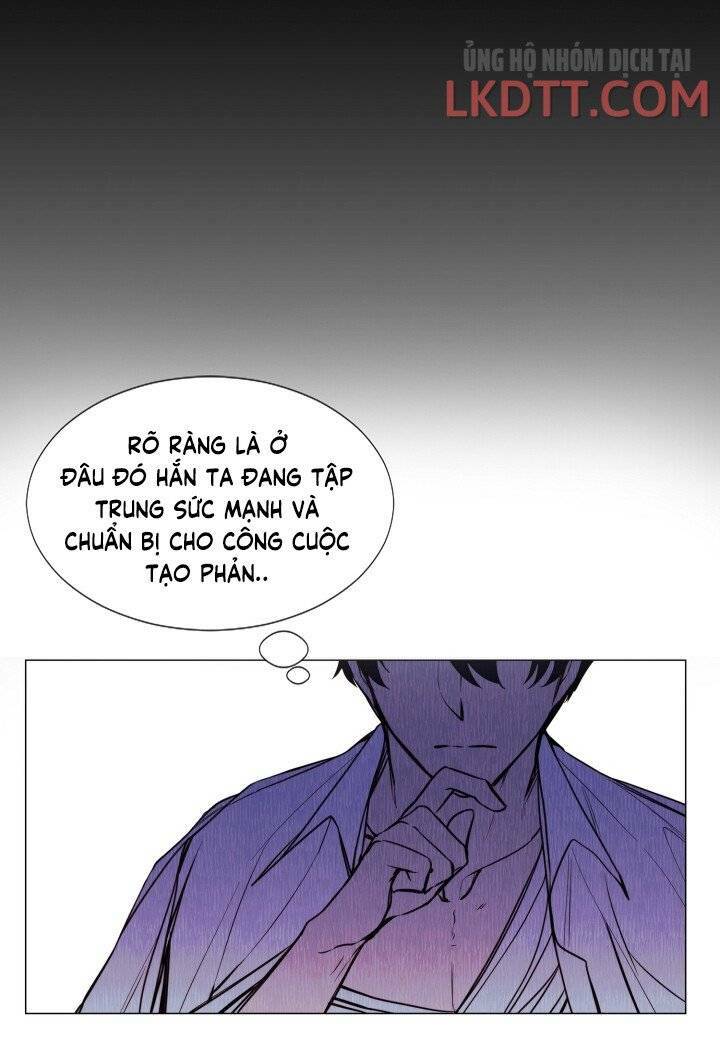 ỦNG HỘ NHÓM DỊCH TẠI
LKDTT.COM
RÕ RÀNG LÀ Ở
ĐÂU ĐÓ HẮN TA ĐANG TẬP
TRUNG SỨC MẠNH VÀ
CHUẨN BỊ CHO CÔNG CUỘC
TẠO PHẢN..